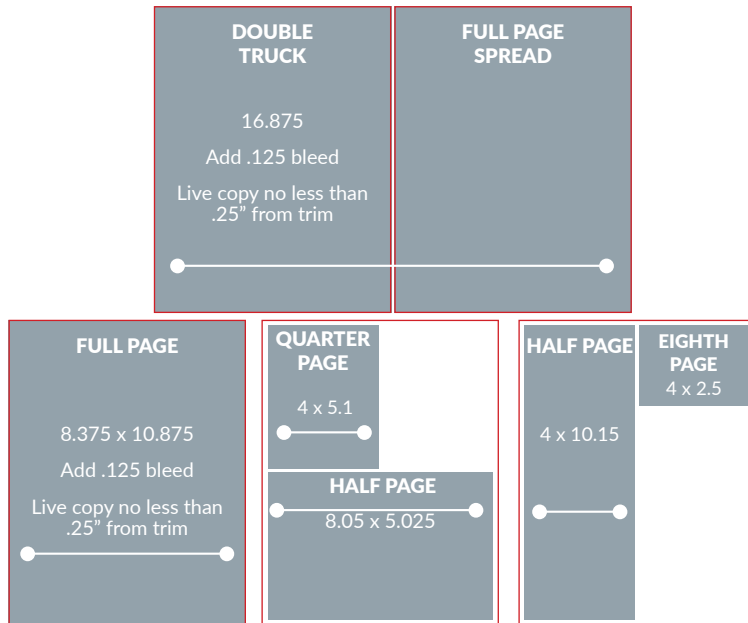 DOUBLE
TRUCK
16.875
Add .125 bleed
Live copy no less than
.25” from trim
FULL PAGE
SPREAD
FULL PAGE
8.375 x 10.875
Add .125 bleed
Live copy no less than
.25” from trim
QUARTER
PAGE
4 x 5.1
HALF PAGE
8.05 x 5.025
HALF PAGE
4 x 10.15
EIGHTH
PAGE
4 x 2.5